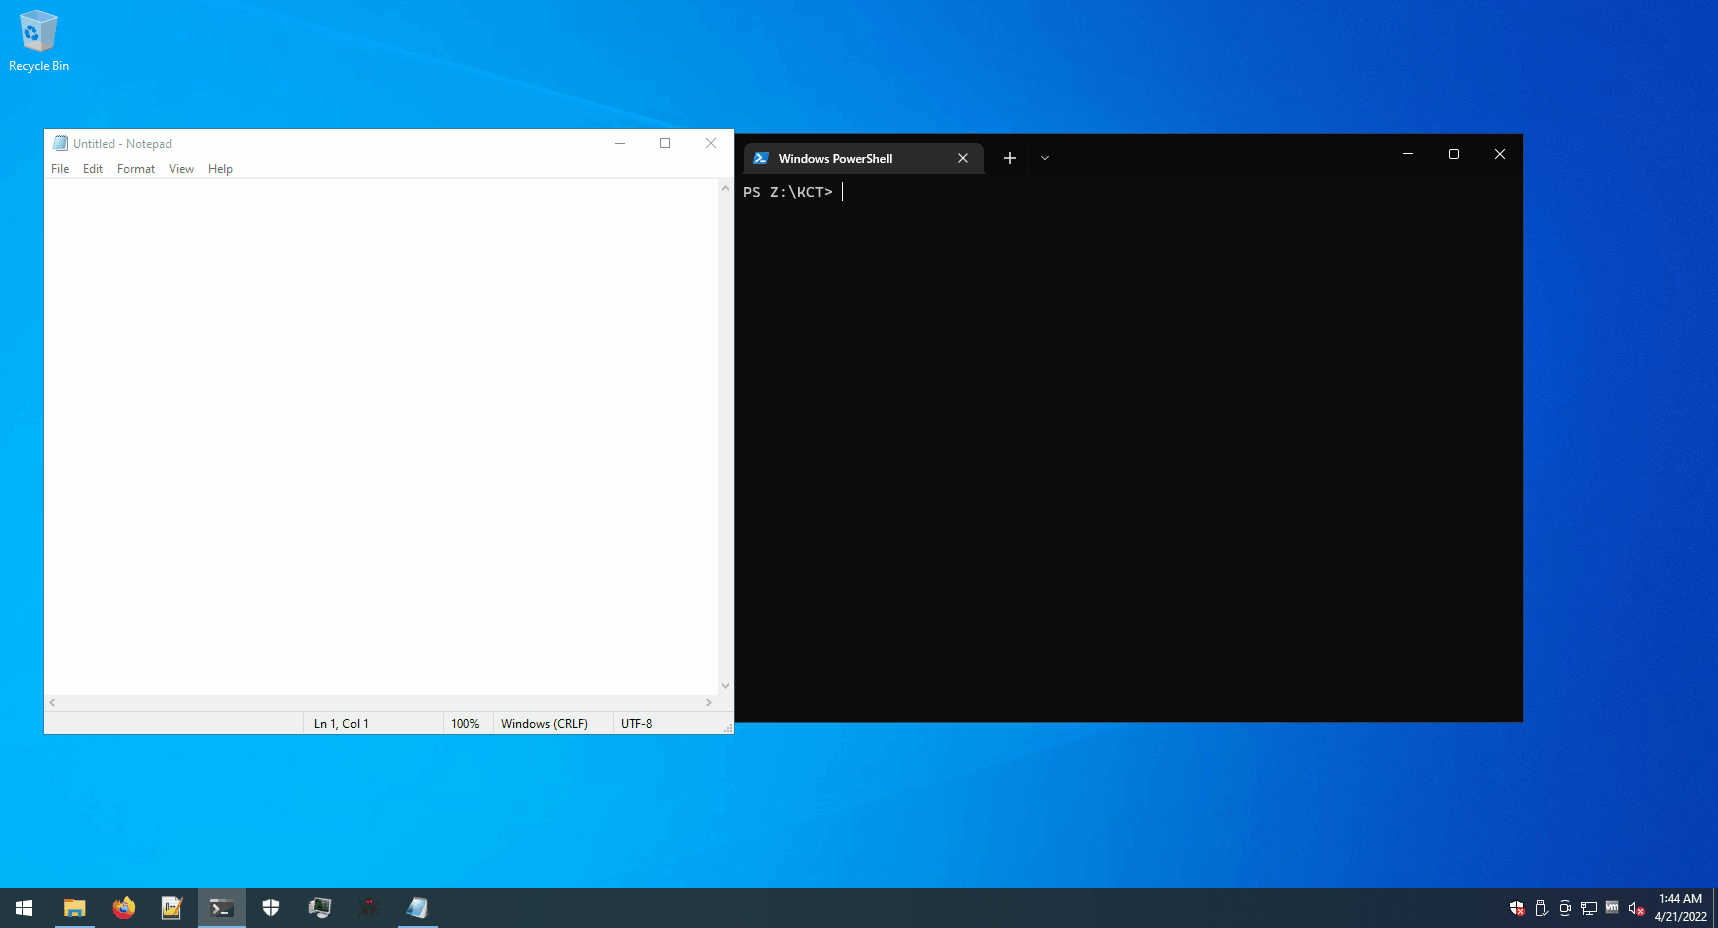 Recycle Bin
Untitled - Notepad
File Edit Format View Help
Ln 1, Col 1 100% Windows (CRLF) UTF-8
Windows PowerShell
PS Z:\KCT>
vm
1:44 AM
4/21/2022